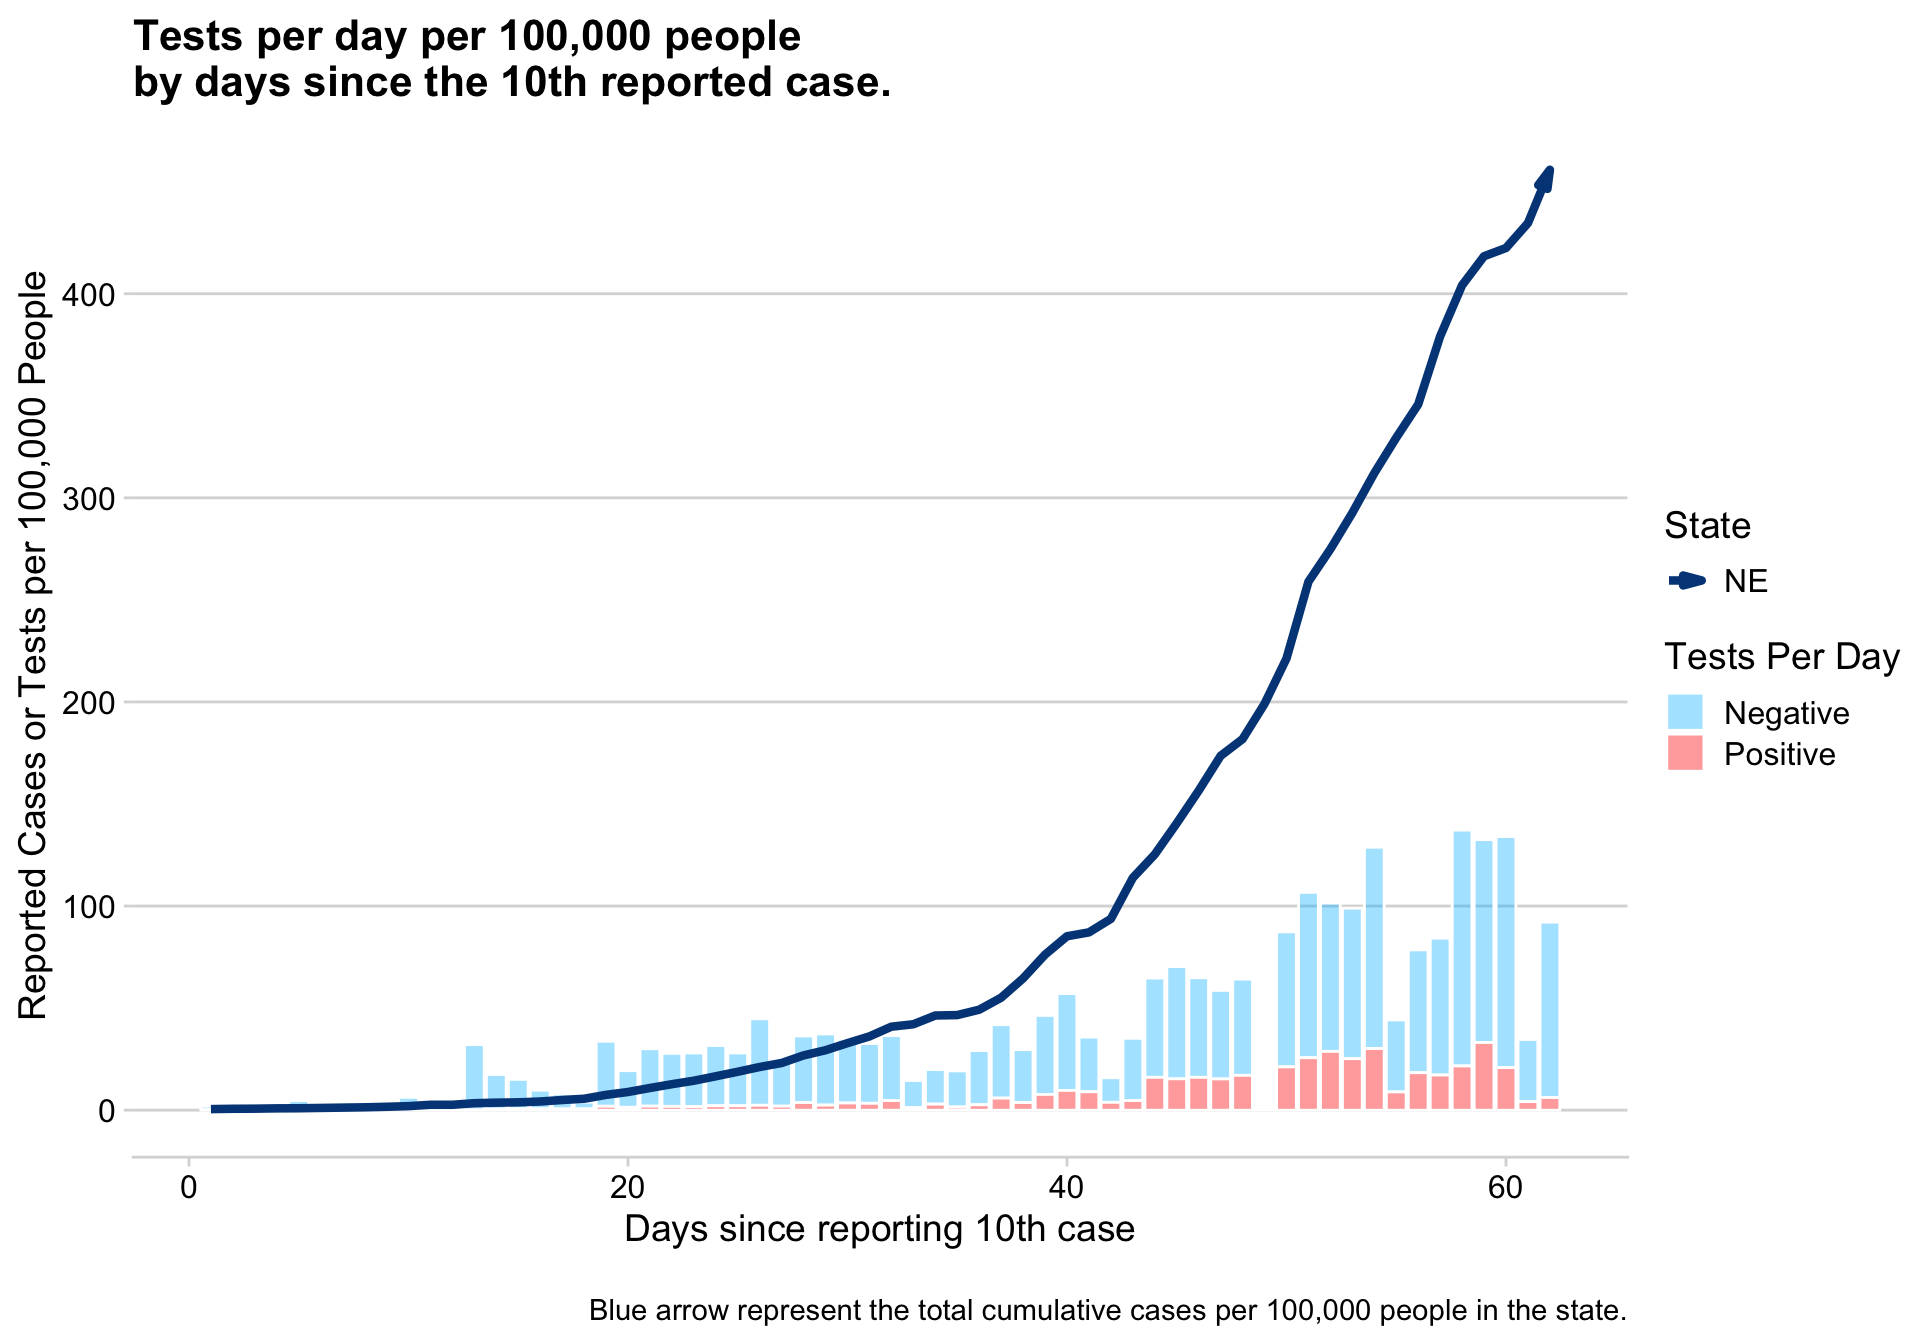 Tests per day per 100,000 people
by days since the 10th reported case.
Reported Cases or Tests per 100,000 People
400
300
200
100
0
0
20
40
60
Days since reporting 10th case
State
NE
Tests Per Day
Negative
Positive
Blue arrow represent the total cumulative cases per 100,000 people in the state.